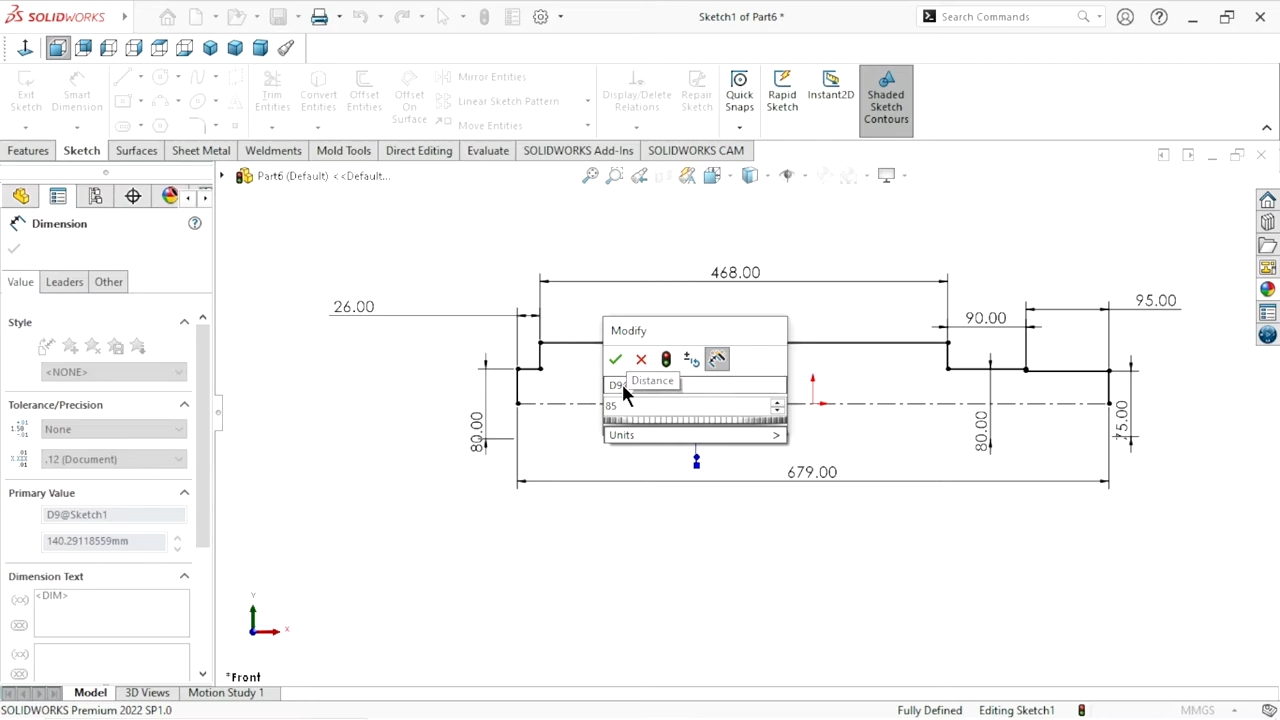 SOLIDWORKS
Sketch1 of Part6 *
Search Commands
Exit Sketch
Smart Dimension
Trim Entities
Convert Entities
Offset Entities
Offset On Surface
Mirror Entities
Linear Sketch Pattern
Move Entities
Display/Delete Relations
Repair Sketch
Quick Snaps
Rapid Sketch
Instant2D
Shaded Sketch Contours
Features
Sketch
Surfaces
Sheet Metal
Weldments
Mold Tools
Direct Editing
Evaluate
SOLIDWORKS Add-Ins
SOLIDWORKS CAM
Part6 (Default) <<Default...
Dimension
Value
Leaders
Other
Style
<NONE>
Tolerance/Precision
None
.12 (Document)
Primary Value
D9@Sketch1
140.29118559mm
Dimension Text
<DIM>
468.00
26.00
95.00
90.00
Modify
Distance
D9
85
Units
80.00
80.00
75.00
679.00
Y
X
*Front
Model
3D Views
Motion Study 1
SOLIDWORKS Premium 2022 SP1.0
Fully Defined
Editing Sketch1
MMGS